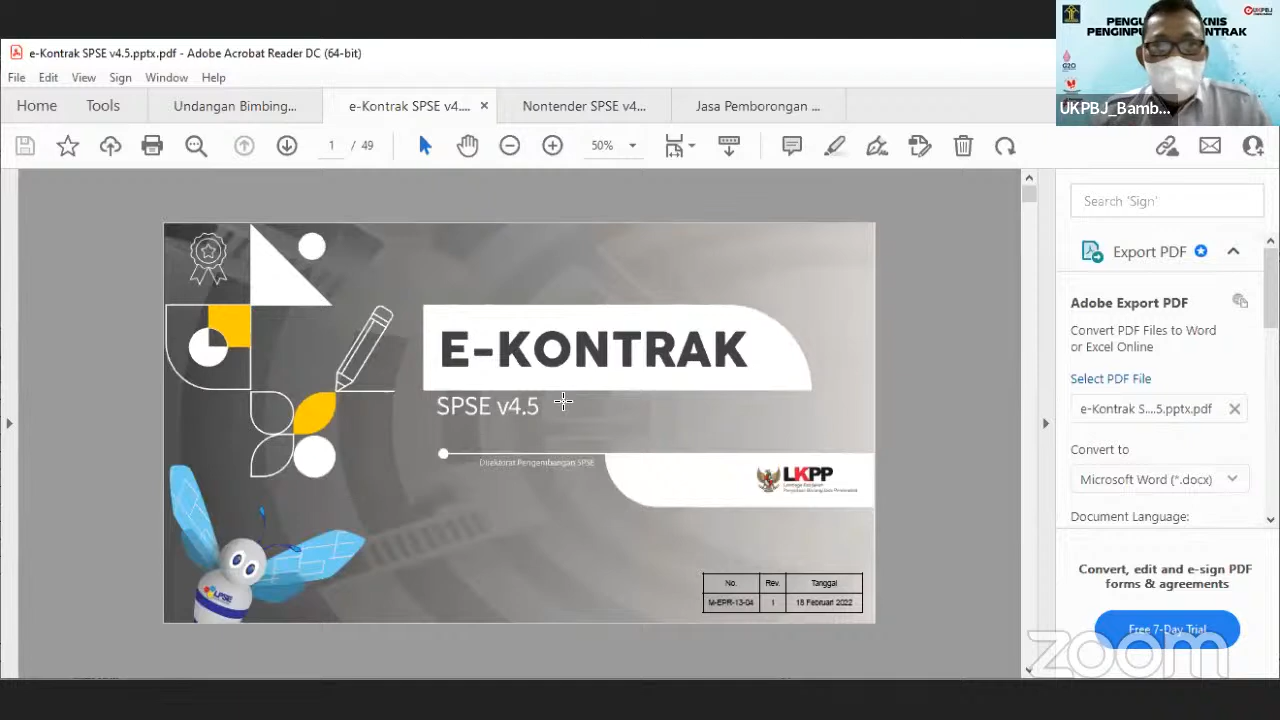 e-Kontrak SPSE v4.5.pptx.pdf - Adobe Acrobat Reader DC (64-bit)
File Edit View Sign Window Help
Home Tools Undangan Bimbing... e-Kontrak SPSE v4.... × Nontender SPSE v4... Jasa Pemborongan ...
1 / 49 50%
UKPBJ_Bamb...
G20
Search 'Sign'
Export PDF
Adobe Export PDF
Convert PDF Files to Word
or Excel Online
Select PDF File
e-Kontrak S....5.pptx.pdf
Convert to
Microsoft Word (*.docx)
Document Language:
Convert, edit and e-sign PDF
forms & agreements
Free 7-Day Trial
zoom
E-KONTRAK
SPSE v4.5
Direktorat Pengembangan SPSE
LKPP
LPSE
No. Rev. Tanggal
M-EPR-13-04 1 18 Februari 2022